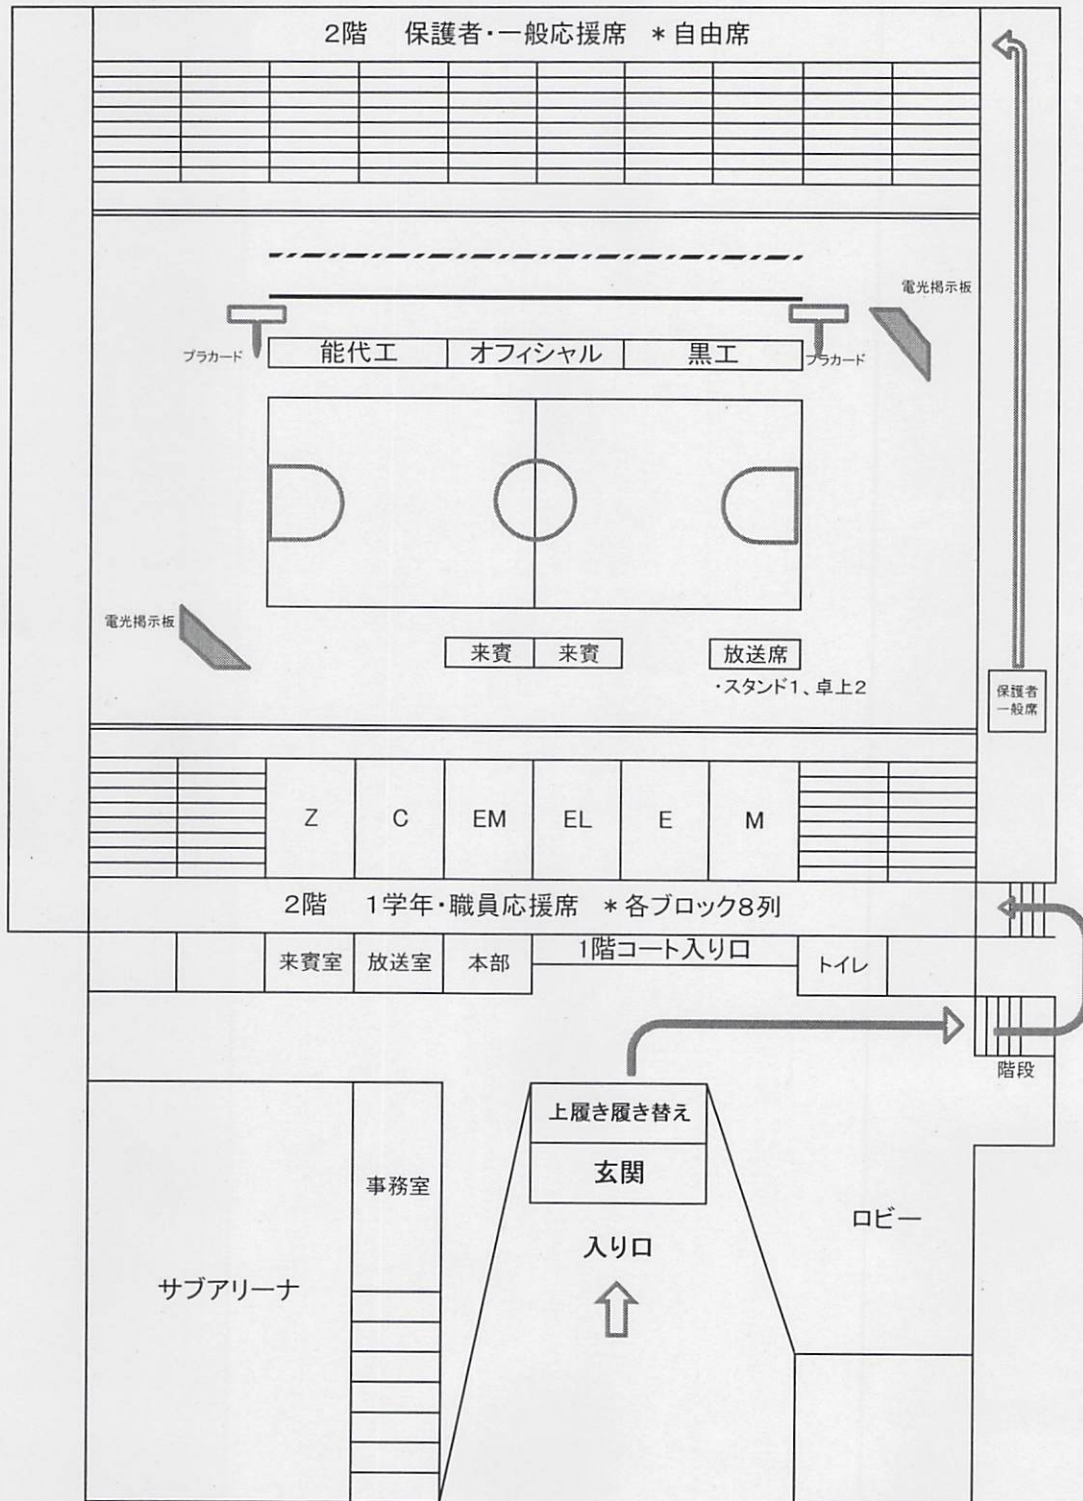 2階　保護者・一般応援席　＊自由席
電光掲示板
プラカード
能代工　オフィシャル　黒工
プラカード
電光掲示板
来賓　来賓　放送席
・スタンド1、卓上2
保護者
一般席
Z　C　EM　EL　E　M
2階　1学年・職員応援席　＊各ブロック8列
来賓室　放送室　本部　1階コート入り口　トイレ
階段
上履き履き替え
玄関
事務室
ロビー
入り口
サブアリーナ